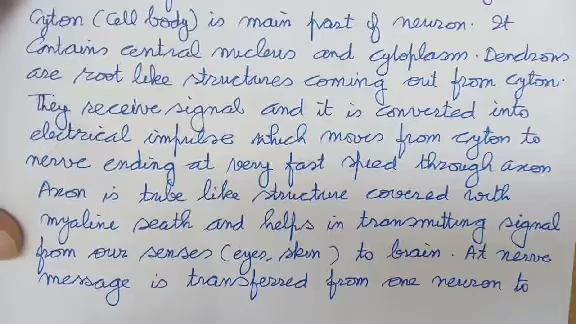 Cyton (Cell body) is main part of neuron. It
Contains central nucleus and cytoplasm. Dendrons
are root like structures coming out from cyton.
They receive signal and it is converted into
electrical impulse which moves from cyton to
nerve ending at very fast speed through axon
Axon is tube like structure covered with
myaline seath and helps in transmitting signal
from our senses (eyes, skin) to brain. At nerve
message is transferred from one neuron to